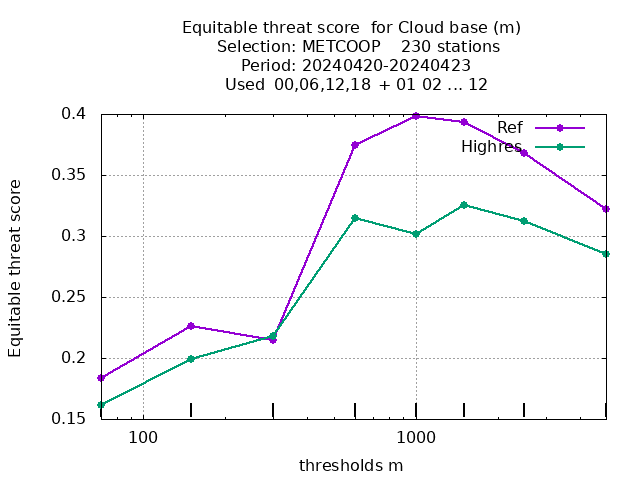 Equitable threat score  for Cloud base (m)
Selection: METCOOP    230 stations
Period: 20240420-20240423
Used  00,06,12,18  + 01 02 ... 12
Ref
Highres
Equitable threat score
0.4
0.35
0.3
0.25
0.2
0.15
100
1000
thresholds m